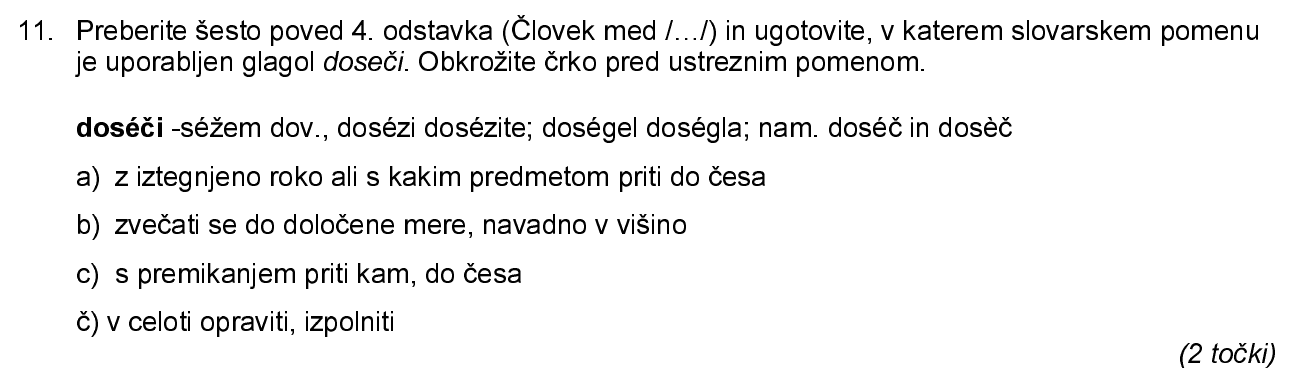 11. Preberite šesto poved 4. odstavka (Človek med /…/) in ugotovite, v katerem slovarskem pomenu
je uporabljen glagol doseči. Obkrožite črko pred ustreznim pomenom.
doséči -séžem dov., dosézi dosézite; doségel doségla; nam. doséč in dosèč
a) z iztegnjeno roko ali s kakim predmetom priti do česa
b) zvečati se do določene mere, navadno v višino
c) s premikanjem priti kam, do česa
č) v celoti opraviti, izpolniti
(2 točki)